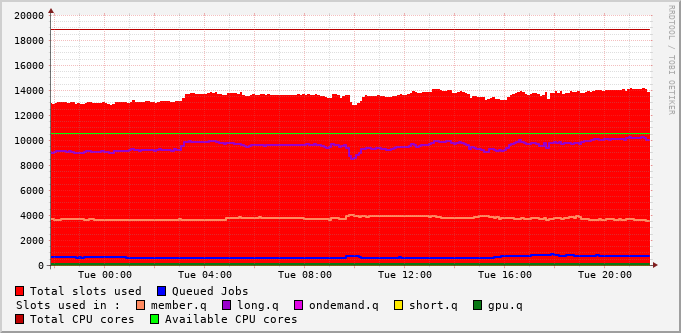 20000
18000
16000
14000
12000
10000
8000
6000
4000
2000
0
Tue 00:00 Tue 04:00 Tue 08:00 Tue 12:00 Tue 16:00 Tue 20:00
RRDTOOL / TOBI OETIKER
Total slots used Queued Jobs
Slots used in : member.q long.q ondemand.q short.q gpu.q
Total CPU cores Available CPU cores